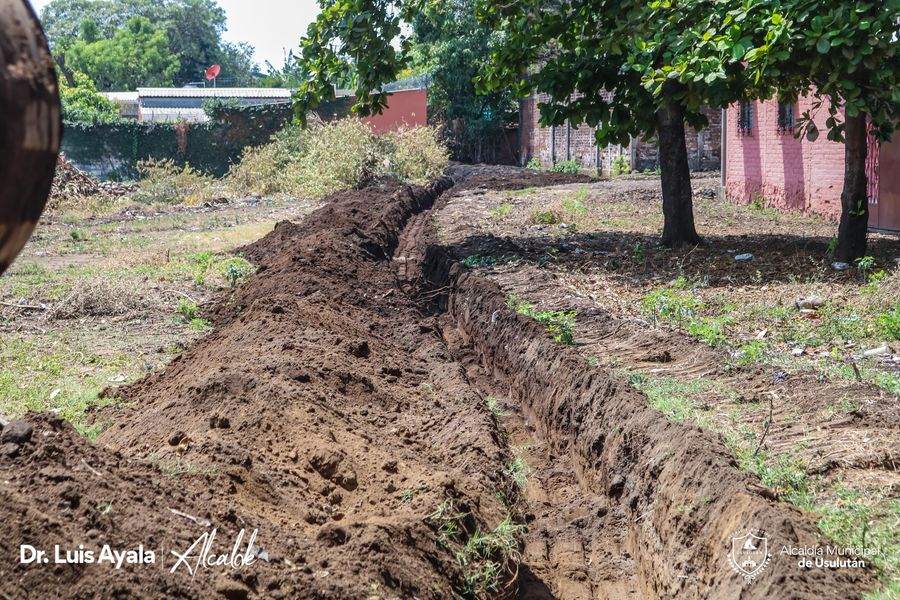 Dr. Luis Ayala | Alcalde
Alcaldía Municipal
de Usulután